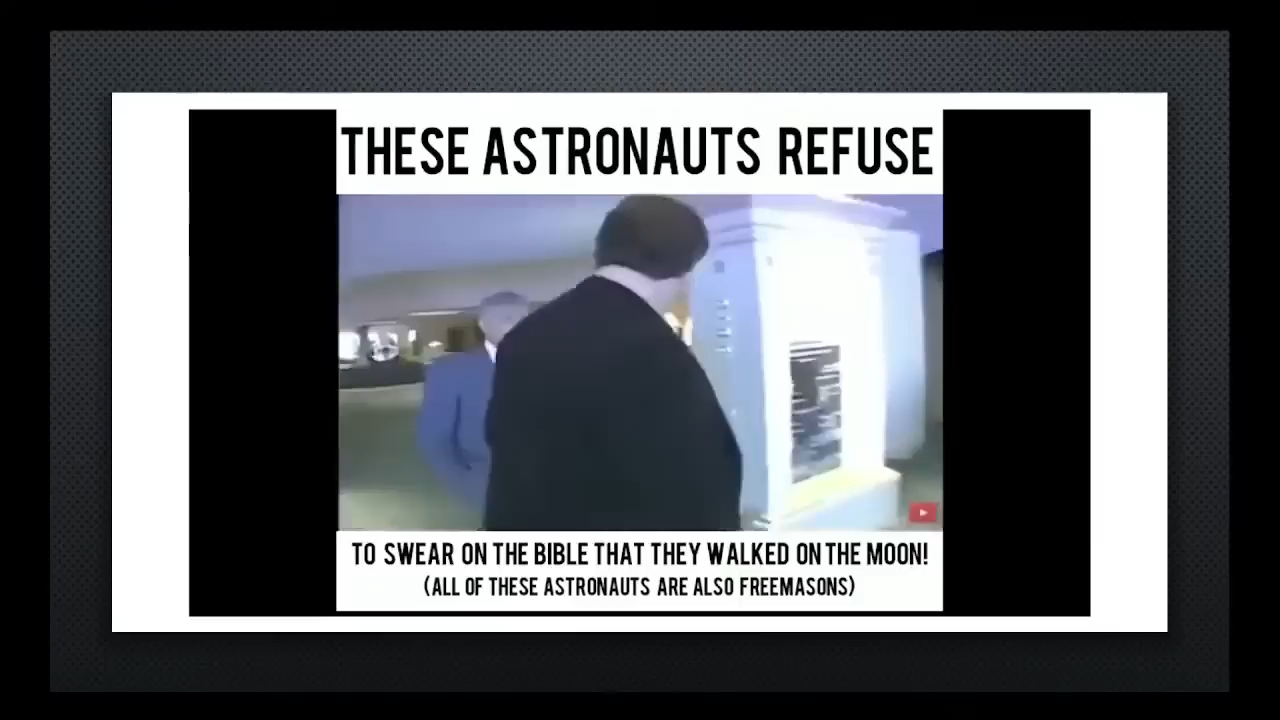 THESE ASTRONAUTS REFUSE
TO SWEAR ON THE BIBLE THAT THEY WALKED ON THE MOON!
(ALL OF THESE ASTRONAUTS ARE ALSO FREEMASONS)